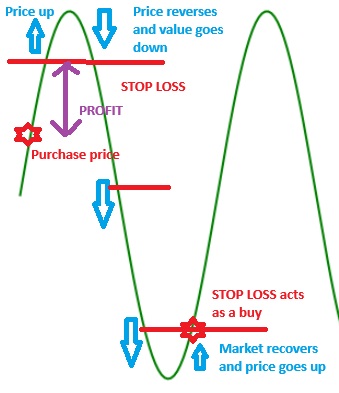 Price up
Price reverses
and value goes
down
STOP LOSS
PROFIT
Purchase price
STOP LOSS acts
as a buy
Market recovers
and price goes up